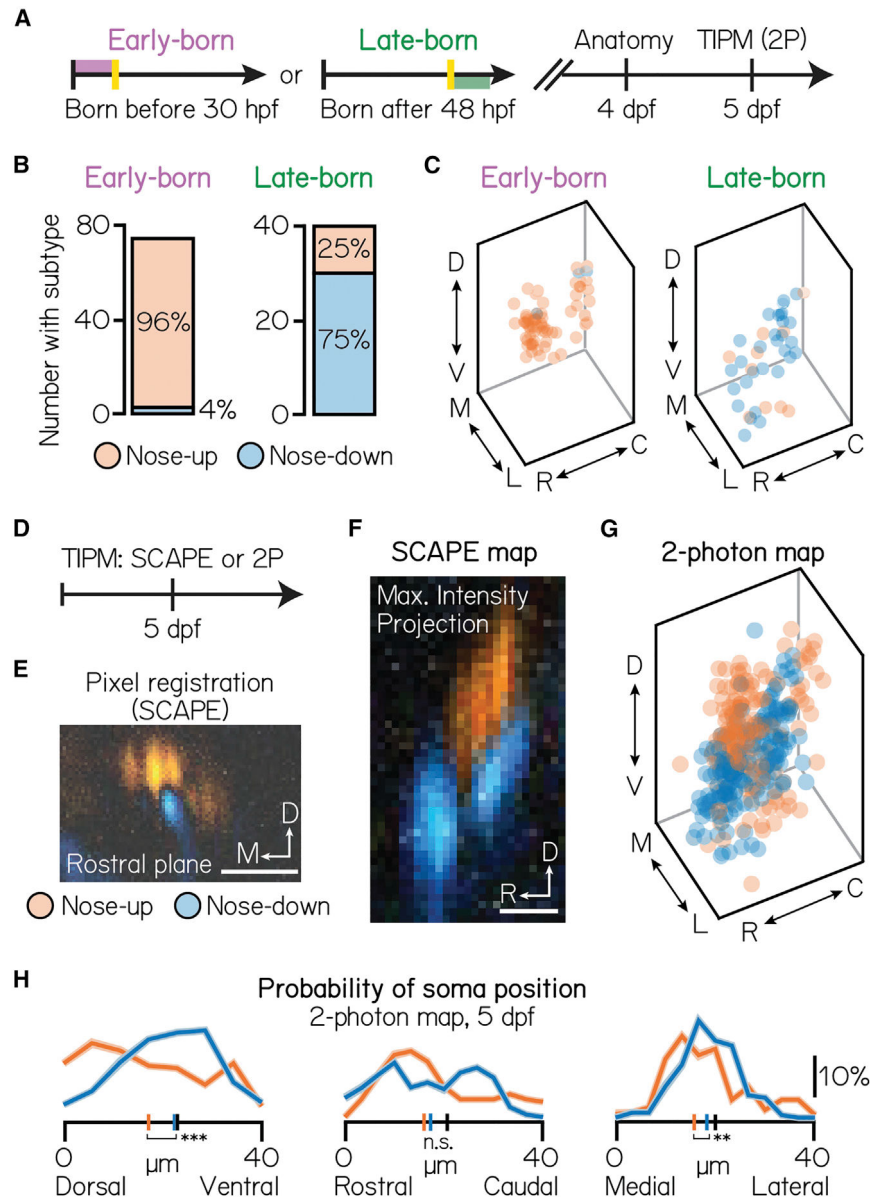 A
Early-born
or
Late-born
Anatomy
TIPM (2P)
Born before 30 hpf
Born after 48 hpf
4 dpf
5 dpf
B
Early-born
Late-born
Number with subtype
80
40
0
96%
4%
40
20
0
25%
75%
Nose-up
Nose-down
C
Early-born
Late-born
D
V
M
L
R
C
D
V
M
L
R
C
D
TIPM: SCAPE or 2P
5 dpf
E
Pixel registration
(SCAPE)
Rostral plane
M
D
Nose-up
Nose-down
F
SCAPE map
Max. Intensity
Projection
D
R
G
2-photon map
D
V
M
L
R
C
H
Probability of soma position
2-photon map, 5 dpf
10%
***
n.s.
**
0
µm
40
Dorsal
Ventral
0
µm
40
Rostral
Caudal
0
µm
40
Medial
Lateral